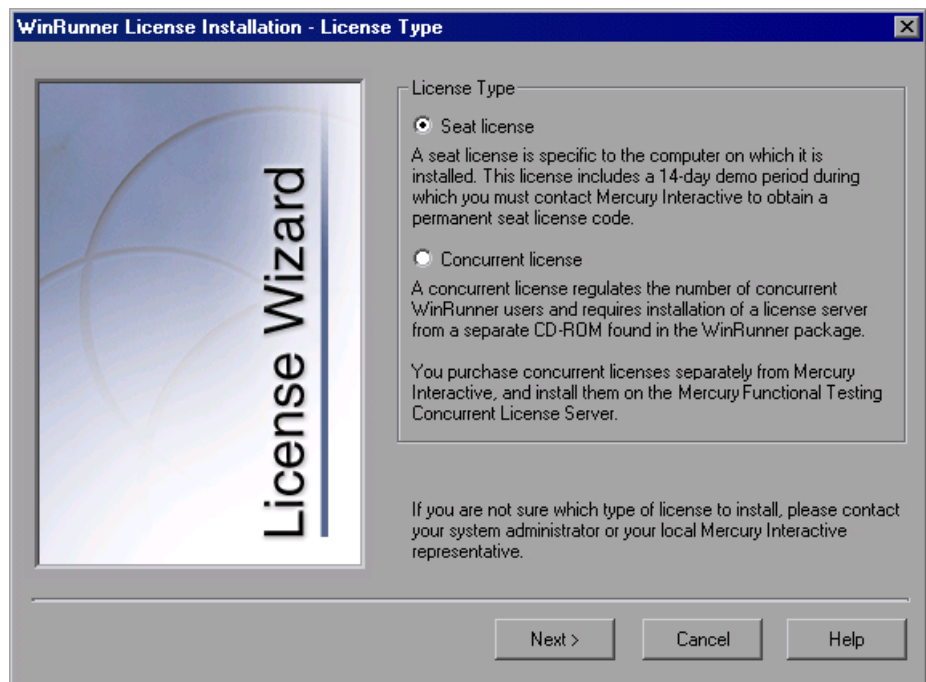 WinRunner License Installation - License Type
License Wizard
License Type
Seat license
A seat license is specific to the computer on which it is
installed. This license includes a 14-day demo period during
which you must contact Mercury Interactive to obtain a
permanent seat license code.
Concurrent license
A concurrent license regulates the number of concurrent
WinRunner users and requires installation of a license server
from a separate CD-ROM found in the WinRunner package.
You purchase concurrent licenses separately from Mercury
Interactive, and install them on the Mercury Functional Testing
Concurrent License Server.
If you are not sure which type of license to install, please contact
your system administrator or your local Mercury Interactive
representative.
Next >
Cancel
Help